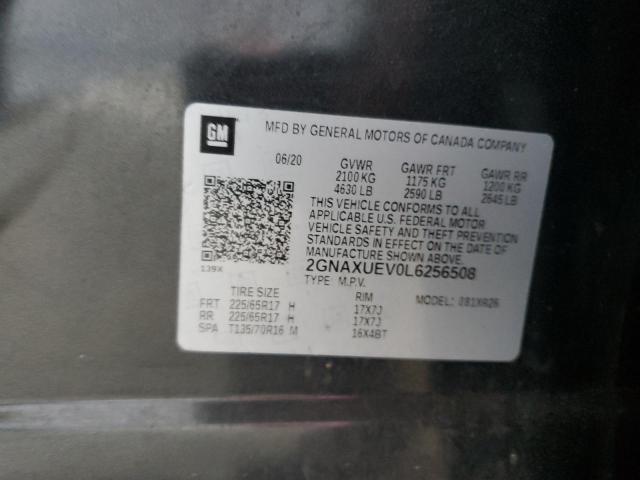 GM
MFD BY GENERAL MOTORS OF CANADA COMPANY
06/20 GVWR GAWR FRT GAWR RR
2100 KG 1175 KG 1200 KG
4630 LB 2590 LB 2645 LB
THIS VEHICLE CONFORMS TO ALL
APPLICABLE U.S. FEDERAL MOTOR
VEHICLE SAFETY AND THEFT PREVENTION
STANDARDS IN EFFECT ON THE DATE OF
MANUFACTURE SHOWN ABOVE.
139X 2GNAXUEV0L6256508
TYPE: M.P.V.
TIRE SIZE RIM MODEL: 081XR26
FRT 225/65R17 H 17X7J
RR 225/65R17 H 17X7J
SPA T135/70R16 M 16X4BT